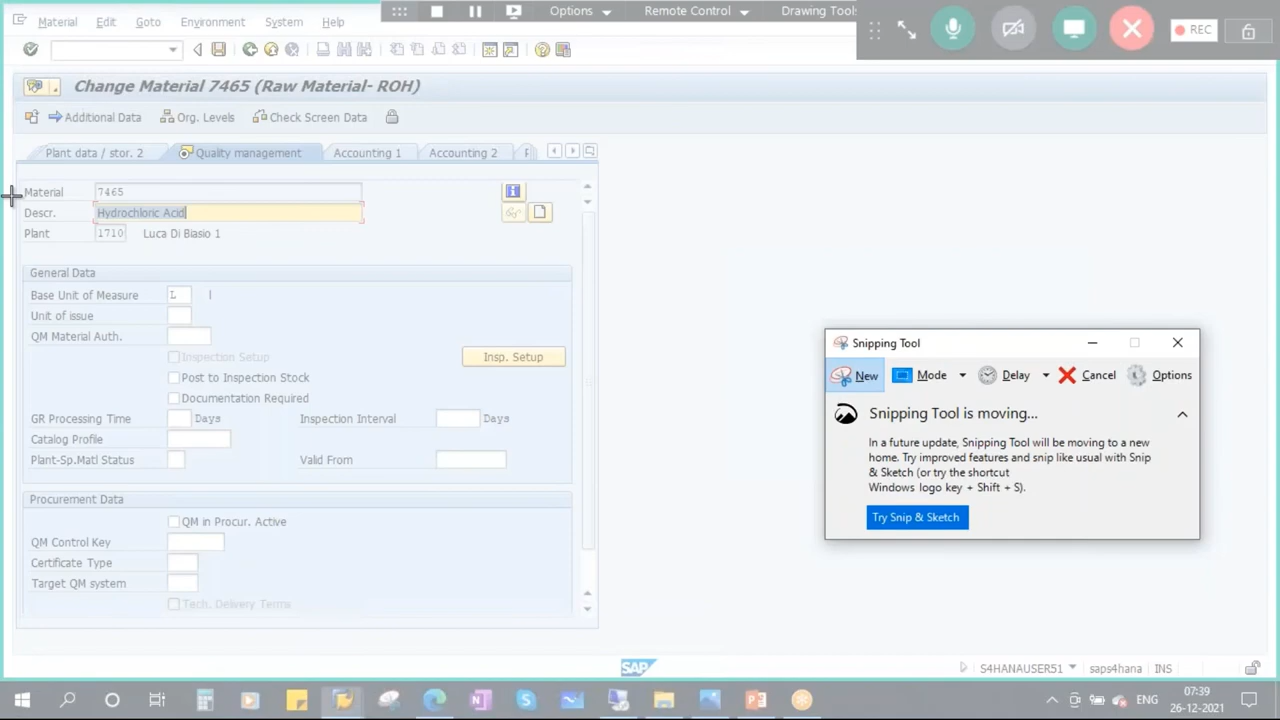 Material Edit Goto Environment System Help
Options Remote Control Drawing Tools
REC
Change Material 7465 (Raw Material- ROH)
Additional Data Org. Levels Check Screen Data
Plant data / stor. 2 Quality management Accounting 1 Accounting 2
Material 7465
Descr. Hydrochloric Acid
Plant 1710 Luca Di Biasio 1
General Data
Base Unit of Measure L l
Unit of issue
QM Material Auth.
Inspection Setup Insp. Setup
Post to Inspection Stock
Documentation Required
GR Processing Time Days Inspection Interval Days
Catalog Profile
Plant-Sp.Matl Status Valid From
Procurement Data
QM in Procur. Active
QM Control Key
Certificate Type
Target QM system
Tech. Delivery Terms
Snipping Tool
New Mode Delay Cancel Options
Snipping Tool is moving...
In a future update, Snipping Tool will be moving to a new
home. Try improved features and snip like usual with Snip
& Sketch (or try the shortcut
Windows logo key + Shift + S).
Try Snip & Sketch
SAP
S4HANAUSER51 saps4hana INS
ENG
07:39
26-12-2021